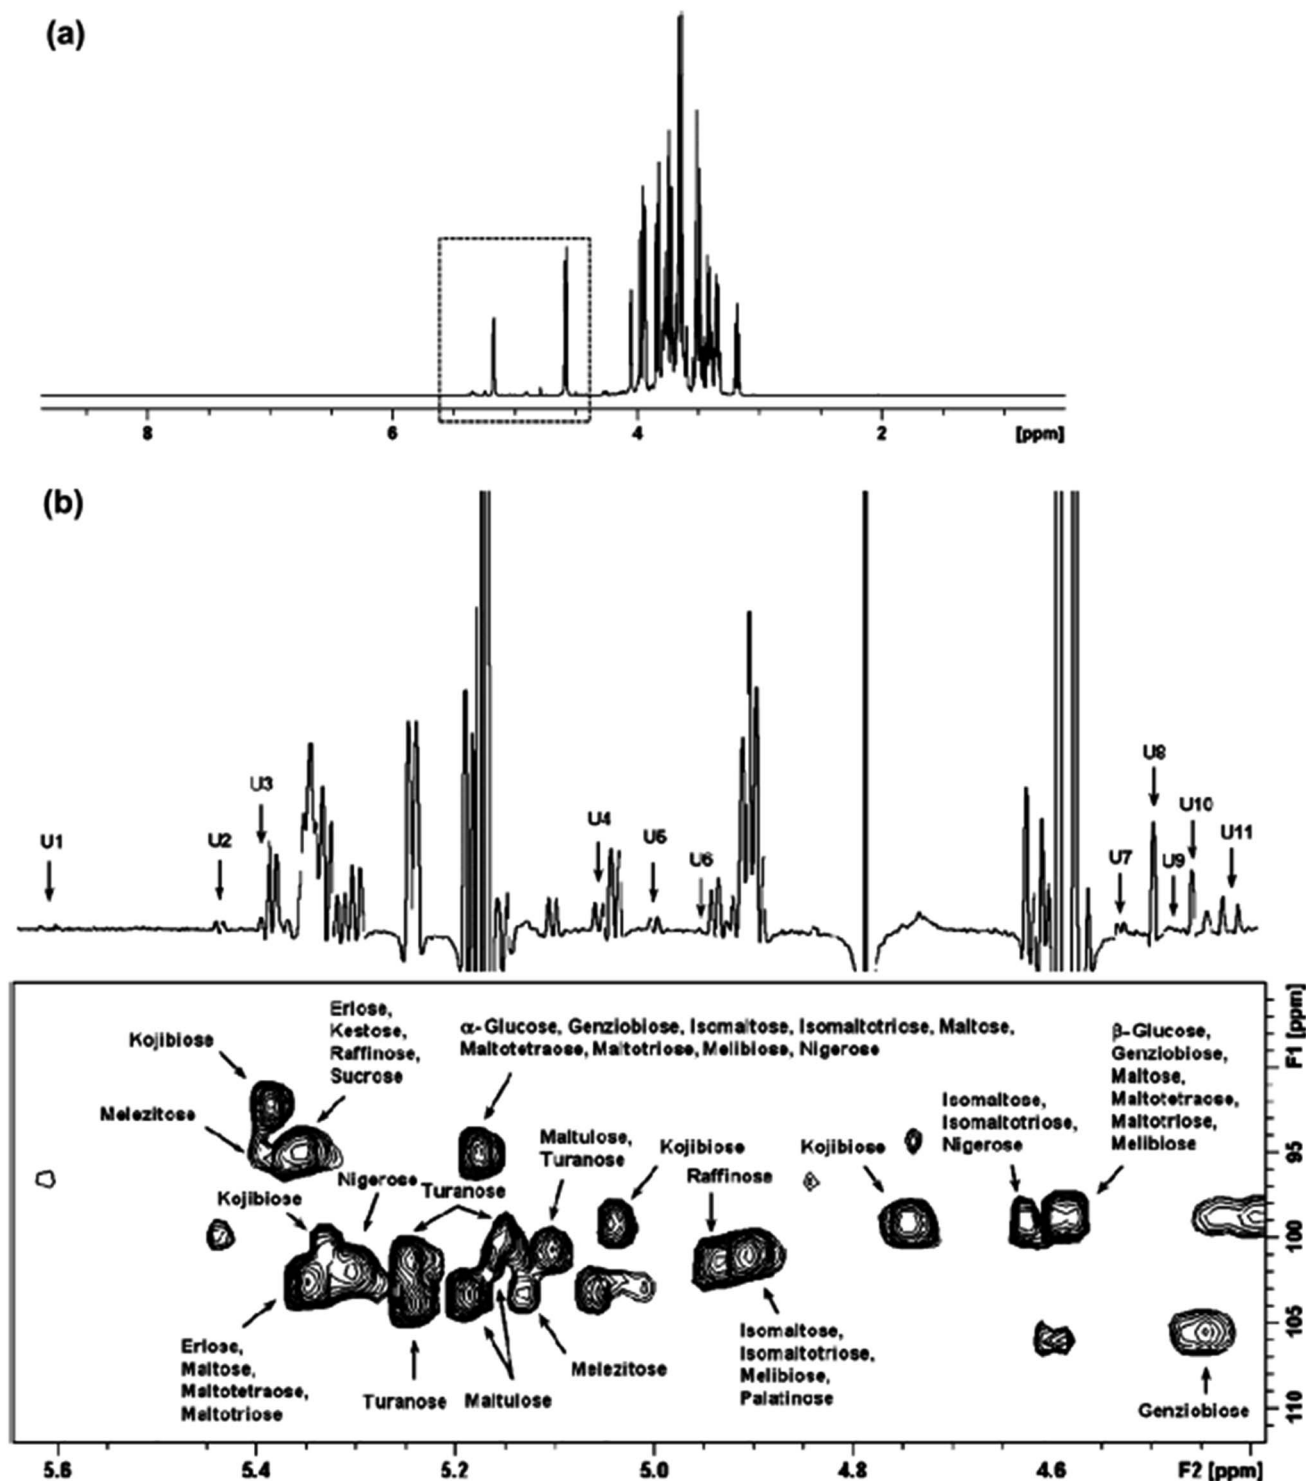 (a)
8
6
4
2
[ppm]
(b)
U1
U2
U3
U4
U5
U6
U7
U8
U9
U10
U11
Kojibiose
Melezitose
Erlose,
Kestose,
Raffinose,
Sucrose
α-Glucose, Genziobiose, Isomaltose, Isomaltotriose, Maltose,
Maltotetraose, Maltotriose, Melibiose, Nigerose
β-Glucose,
Genziobiose,
Maltose,
Maltotetraose,
Maltotriose,
Melibiose
Isomaltose,
Isomaltotriose,
Nigerose
Maltulose,
Turanose
Kojibiose
Raffinose
Kojibiose
Nigerose
Turanose
Kojibiose
Erlose,
Maltose,
Maltotetraose,
Maltotriose
Turanose
Maltulose
Melezitose
Isomaltose,
Isomaltotriose,
Melibiose,
Palatinose
Genziobiose
F1 [ppm]
95
100
105
110
5.6
5.4
5.2
5.0
4.8
4.6
F2 [ppm]